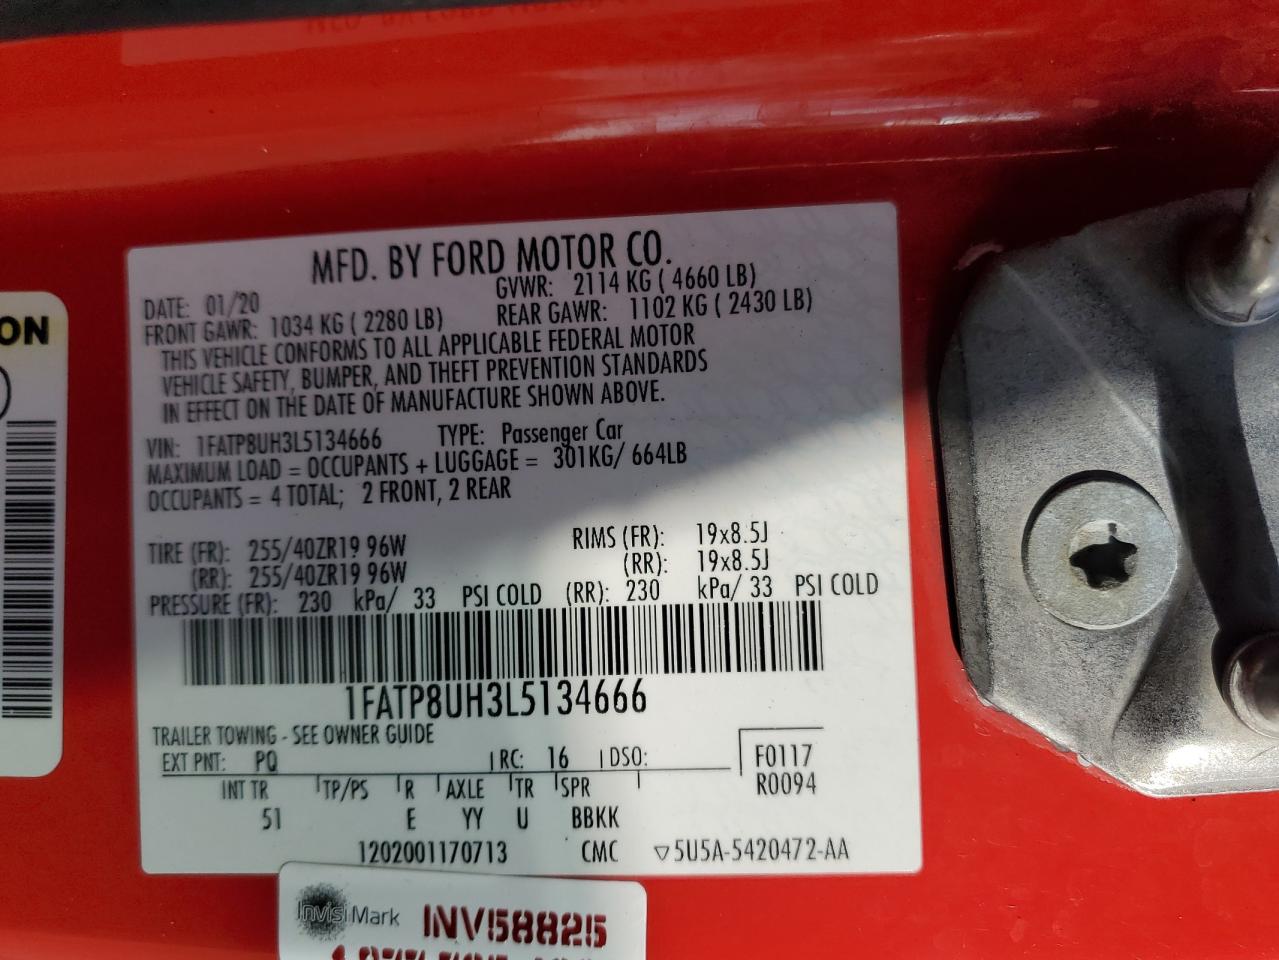 ON
MFD. BY FORD MOTOR CO.
DATE: 01/20 GVWR: 2114 KG ( 4660 LB)
FRONT GAWR: 1034 KG ( 2280 LB) REAR GAWR: 1102 KG ( 2430 LB)
THIS VEHICLE CONFORMS TO ALL APPLICABLE FEDERAL MOTOR
VEHICLE SAFETY, BUMPER, AND THEFT PREVENTION STANDARDS
IN EFFECT ON THE DATE OF MANUFACTURE SHOWN ABOVE.
VIN: 1FATP8UH3L5134666 TYPE: Passenger Car
MAXIMUM LOAD = OCCUPANTS + LUGGAGE = 301KG/ 664LB
OCCUPANTS = 4 TOTAL; 2 FRONT, 2 REAR
TIRE (FR): 255/40ZR19 96W RIMS (FR): 19x8.5J
(RR): 255/40ZR19 96W (RR): 19x8.5J
PRESSURE (FR): 230 kPa/ 33 PSI COLD (RR): 230 kPa/ 33 PSI COLD
1FATP8UH3L5134666
TRAILER TOWING - SEE OWNER GUIDE
EXT PNT: PQ RC: 16 DSO: F0117
INT TR TP/PS R AXLE TR SPR R0094
51 E YY U BBKK
1202001170713 CMC ▽5U5A-5420472-AA
InvisiMark INV58825